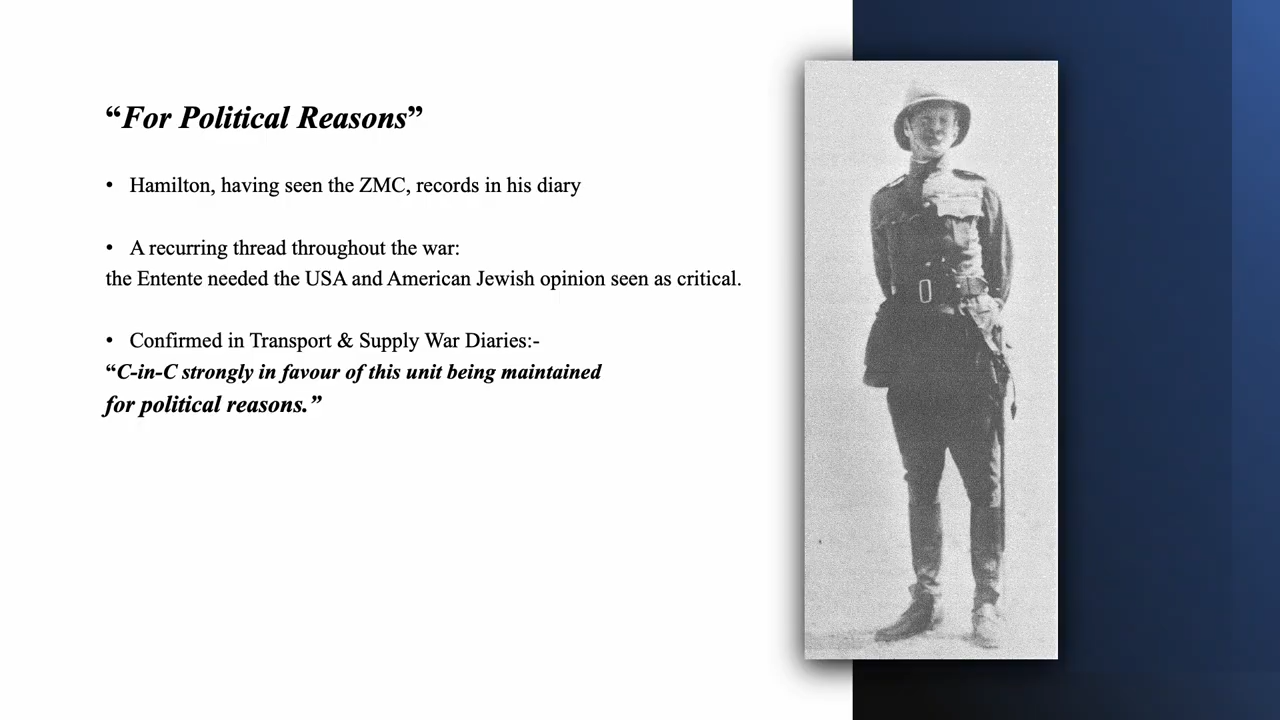 “For Political Reasons”
• Hamilton, having seen the ZMC, records in his diary
• A recurring thread throughout the war:
the Entente needed the USA and American Jewish opinion seen as critical.
• Confirmed in Transport & Supply War Diaries:-
“C-in-C strongly in favour of this unit being maintained
for political reasons.”